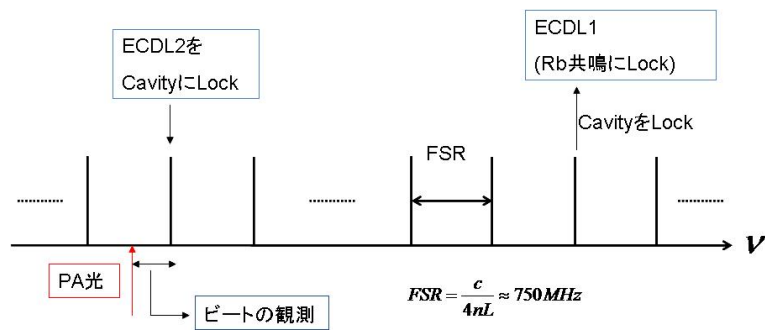 ECDL2を
CavityにLock
ECDL1
(Rb共鳴にLock)
CavityをLock
FSR
ν
PA光
ビートの観測
FSR = c / 4nL ≈ 750MHz